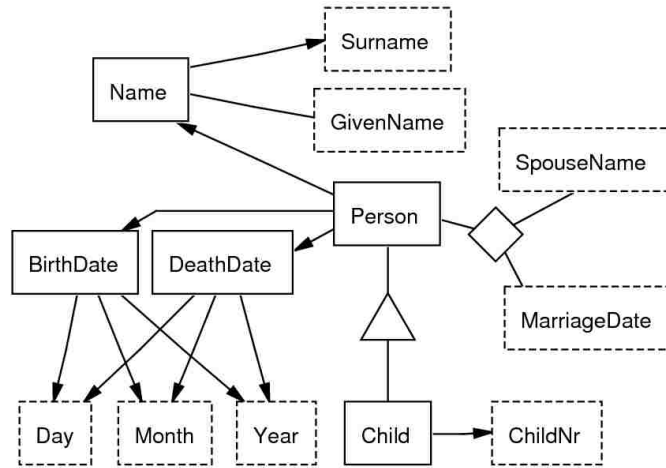 Surname
Name
GivenName
SpouseName
Person
BirthDate
DeathDate
MarriageDate
Day
Month
Year
Child
ChildNr